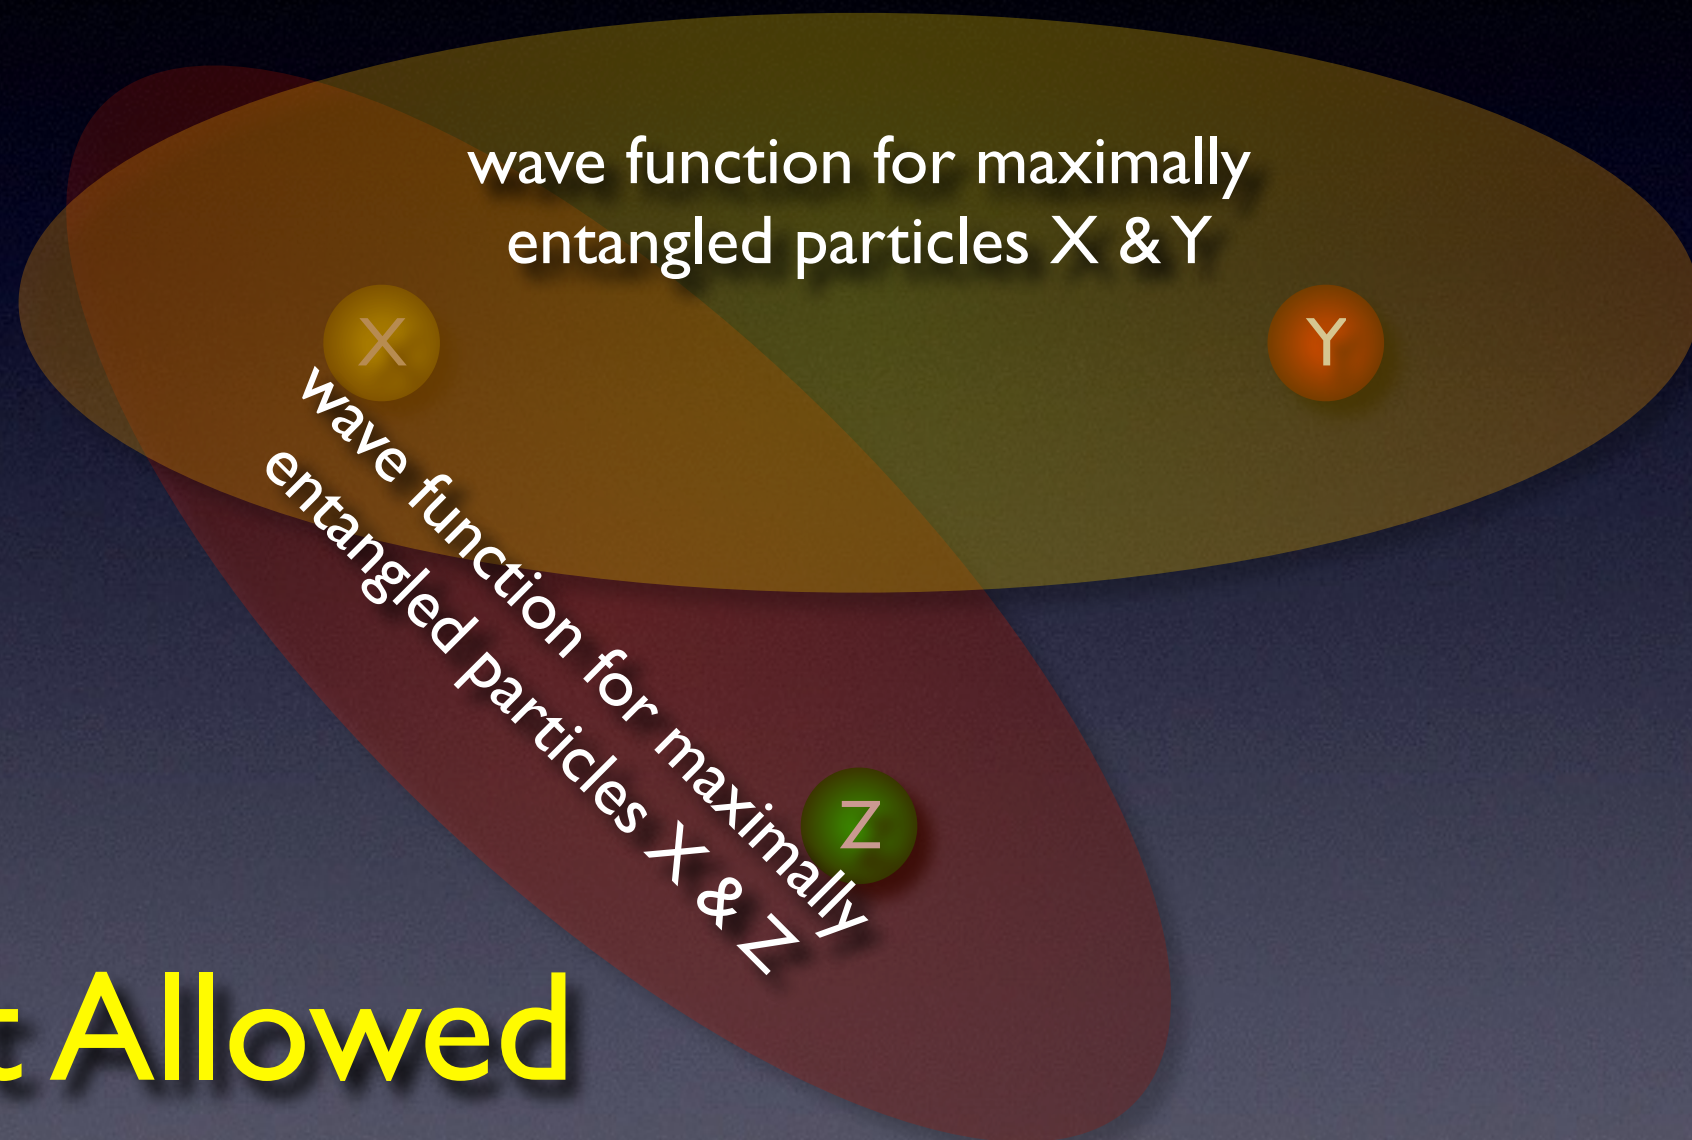 wave function for maximally
entangled particles X & Y
X
Y
wave function for maximally
entangled particles X & Z
Z
t Allowed